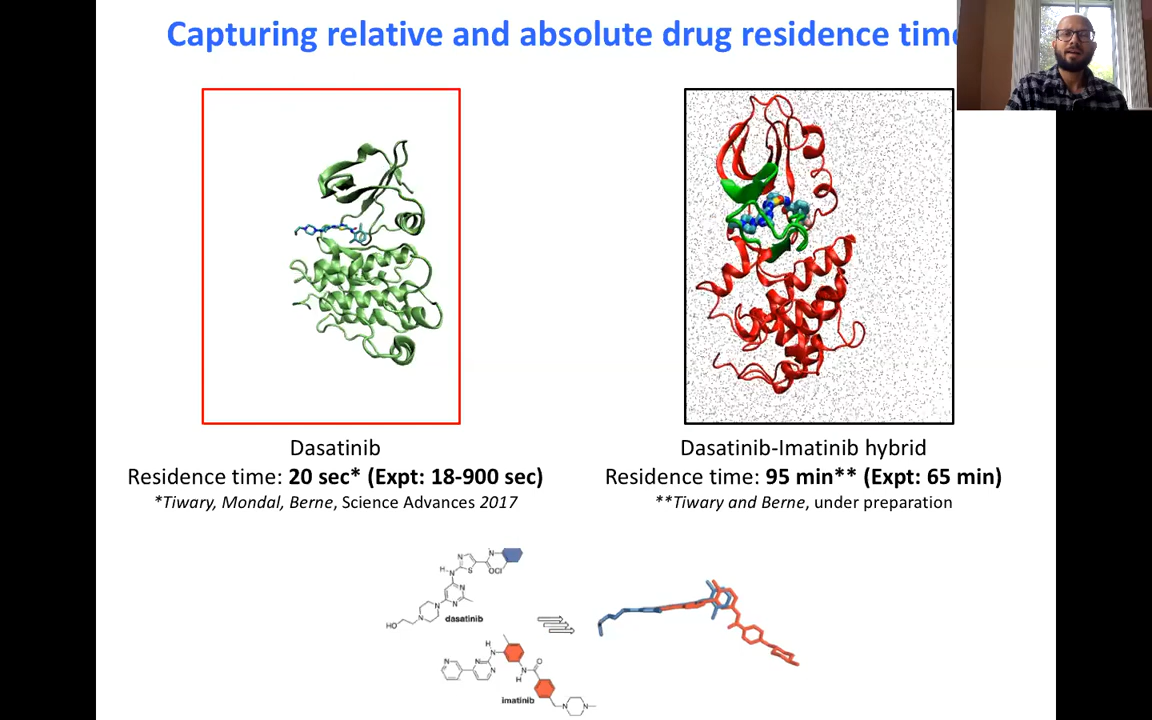 Capturing relative and absolute drug residence time
Dasatinib
Residence time: 20 sec* (Expt: 18-900 sec)
*Tiwary, Mondal, Berne, Science Advances 2017
Dasatinib-Imatinib hybrid
Residence time: 95 min** (Expt: 65 min)
**Tiwary and Berne, under preparation
N
N
H
N
S
OCl
N
N
N
N
HO
dasatinib
H
N
N
N
N
O
N
H
N
N
imatinib